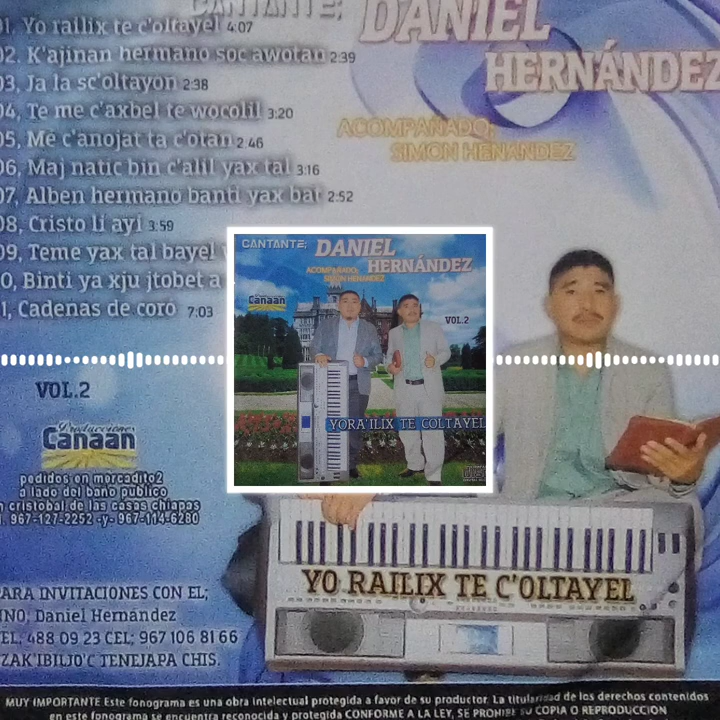 CANTANTE;
DANIEL
HERNÁNDEZ
ACOMPAÑADO;
SIMON HENANDEZ
01, Yo railix te c'oltayel 4:07
02. K'ajinan hermano soc awotan 2:39
03, Ja la sc'oltayon 2:38
04, Te me c'axbel te wocolil 3:20
05, Me c'anojat ta c'otan 2:46
06, Maj natic bin c'alil yax tal 3:16
07, Alben hermano banti yax bat 2:52
08, Cristo li ayi 3:59
09, Teme yax tal bayel
0, Binti ya xju jtobet a
1, Cadenas de coró 7:03
VOL.2
Producciones
Canaan
pedidos en mercadito2
a lado del baño publico
n cristobal de las casas chiapas
l. 967-127-2252 -y- 967-114-6280
PARA INVITACIONES CON EL;
NO, Daniel Hernández
TEL, 488 09 23 CEL; 967 106 81 66
ZAK'IBILJO'C TENEJAPA CHIS.
CANTANTE;
DANIEL
HERNÁNDEZ
ACOMPAÑADO;
SIMON HENANDEZ
Canaan
VOL.2
YORA'ILIX TE COLTAYEL
YO RAILIX TE C'OLTAYEL
MUY IMPORTANTE Este fonograma es una obra intelectual protegida a favor de su productor. La titularidad de los derechos contenidos
en este fonograma se encuentra reconocida y protegida CONFORME A LA LEY, SE PROHIBE SU COPIA O REPRODUCCION